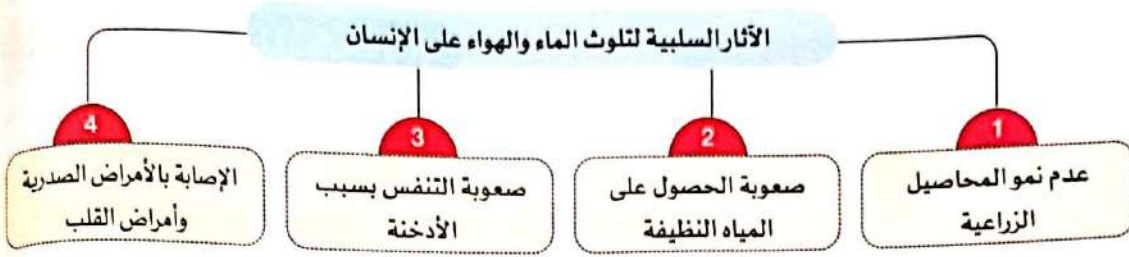 الآثار السلبية لتلوث الماء والهواء على الإنسان
1
عدم نمو المحاصيل
الزراعية
2
صعوبة الحصول على
المياه النظيفة
3
صعوبة التنفس بسبب
الأدخنة
4
الإصابة بالأمراض الصدرية
وأمراض القلب